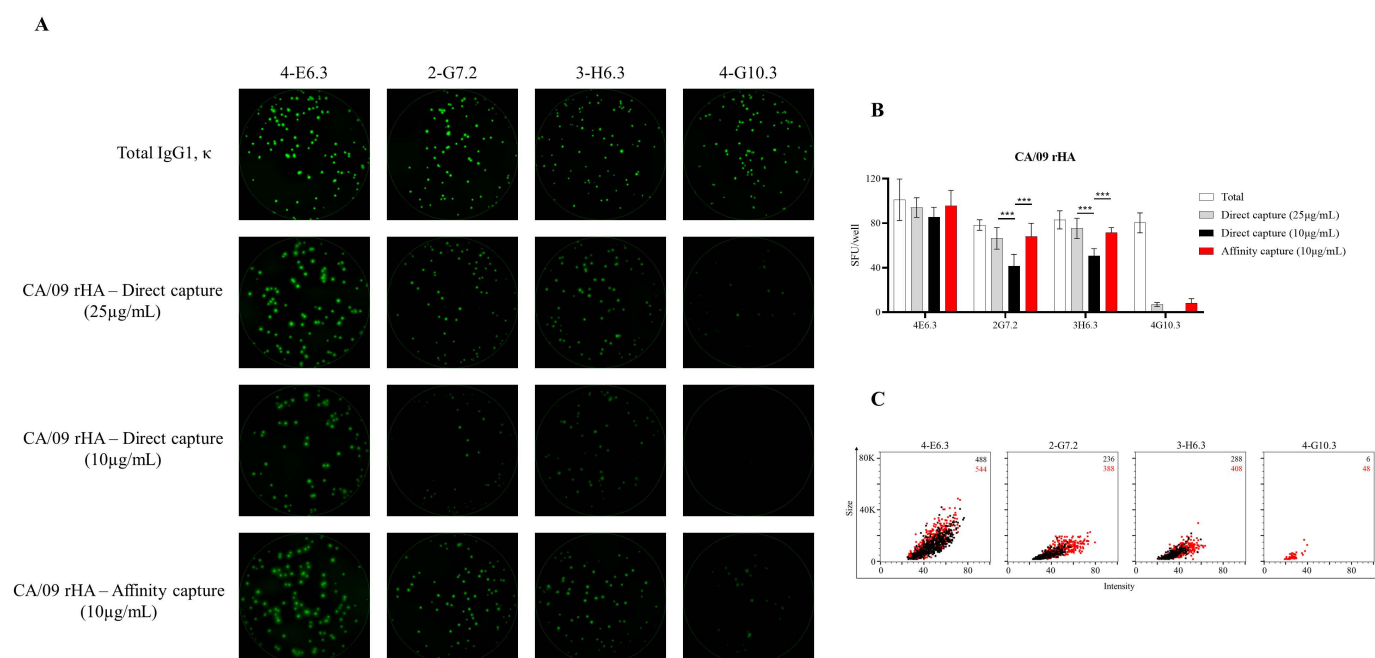 A
4-E6.3 2-G7.2 3-H6.3 4-G10.3
Total IgG1, κ
CA/09 rHA – Direct capture
(25µg/mL)
CA/09 rHA – Direct capture
(10µg/mL)
CA/09 rHA – Affinity capture
(10µg/mL)
B
CA/09 rHA
SFU/well
120
80
40
0
*** *** *** ***
4E6.3 2G7.2 3H6.3 4G10.3
Total
Direct capture (25µg/mL)
Direct capture (10µg/mL)
Affinity capture (10µg/mL)
C
4-E6.3 2-G7.2 3-H6.3 4-G10.3
Size
80K
40K
0
488
544
236
388
288
408
6
48
0 40 80 0 40 80 0 40 80 0 40 80
Intensity